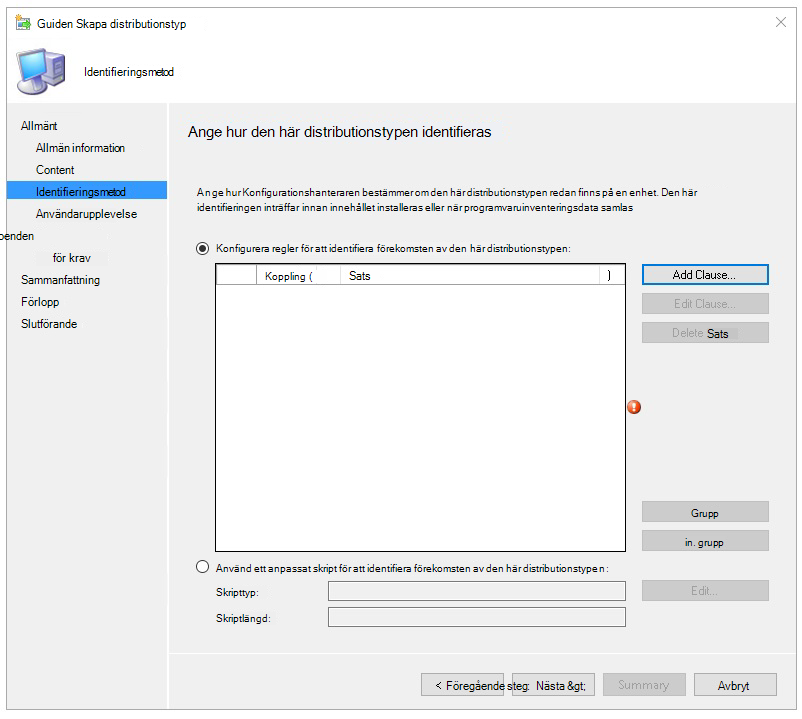 Guiden Skapa distributionstyp
Identifieringsmetod
Allmänt
Allmän information
Content
Identifieringsmetod
Användarupplevelse
oenden
för krav
Sammanfattning
Förlopp
Slutförande
Ange hur den här distributionstypen identifieras
Ange hur Konfigurationshanteraren bestämmer om den här distributionstypen redan finns på en enhet. Den här
identifieringen inträffar innan innehållet installeras eller när programvaruinventeringsdata samlas
Konfigurera regler för att identifiera förekomsten av den här distributionstypen:
Koppling ( Sats )
Add Clause...
Edit Clause...
Delete Sats
Grupp
in. grupp
Använd ett anpassat skript för att identifiera förekomsten av den här distributionstypen:
Skripttyp:
Edit...
Skriptlängd:
< Föregående steg: Nästa &gt; Summary Avbryt